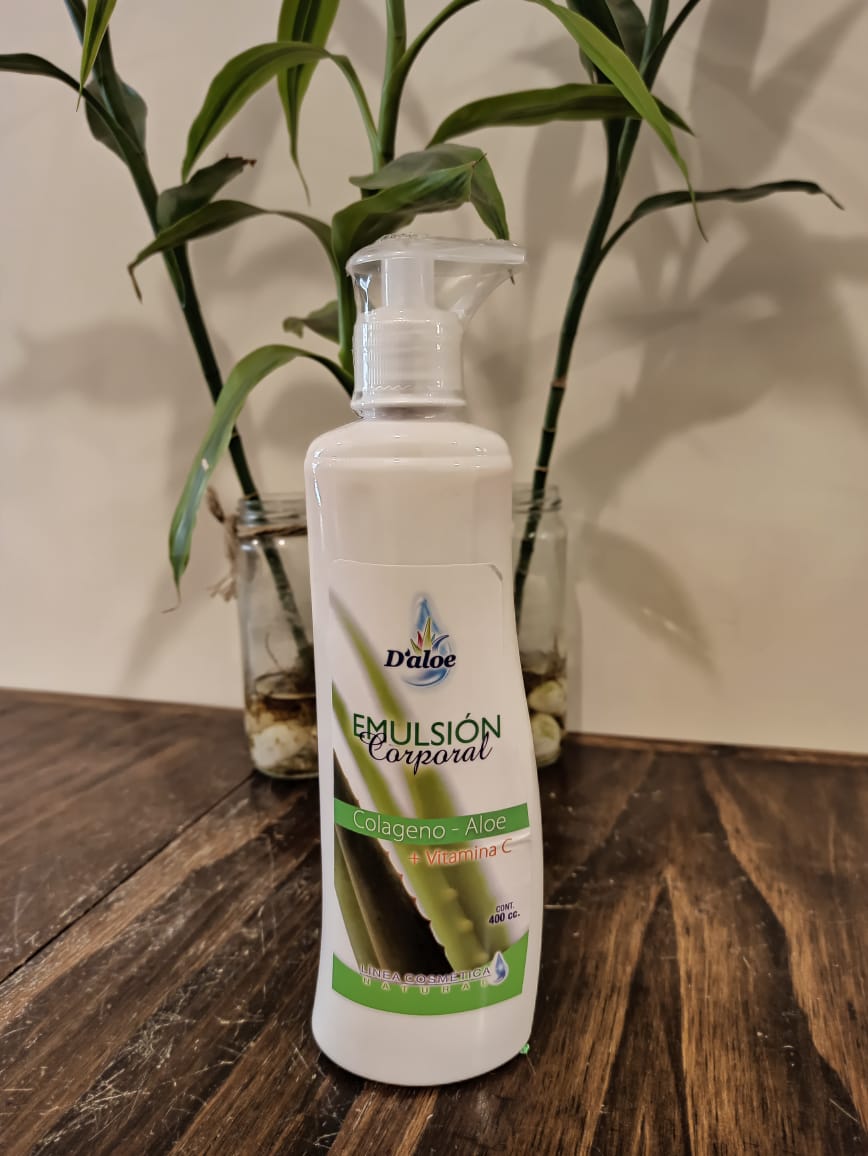 D'aloe
EMULSIÓN
Corporal
Colageno - Aloe
+ Vitamina C
CONT.
400 cc.
LINEA COSMETICA
NATURAL